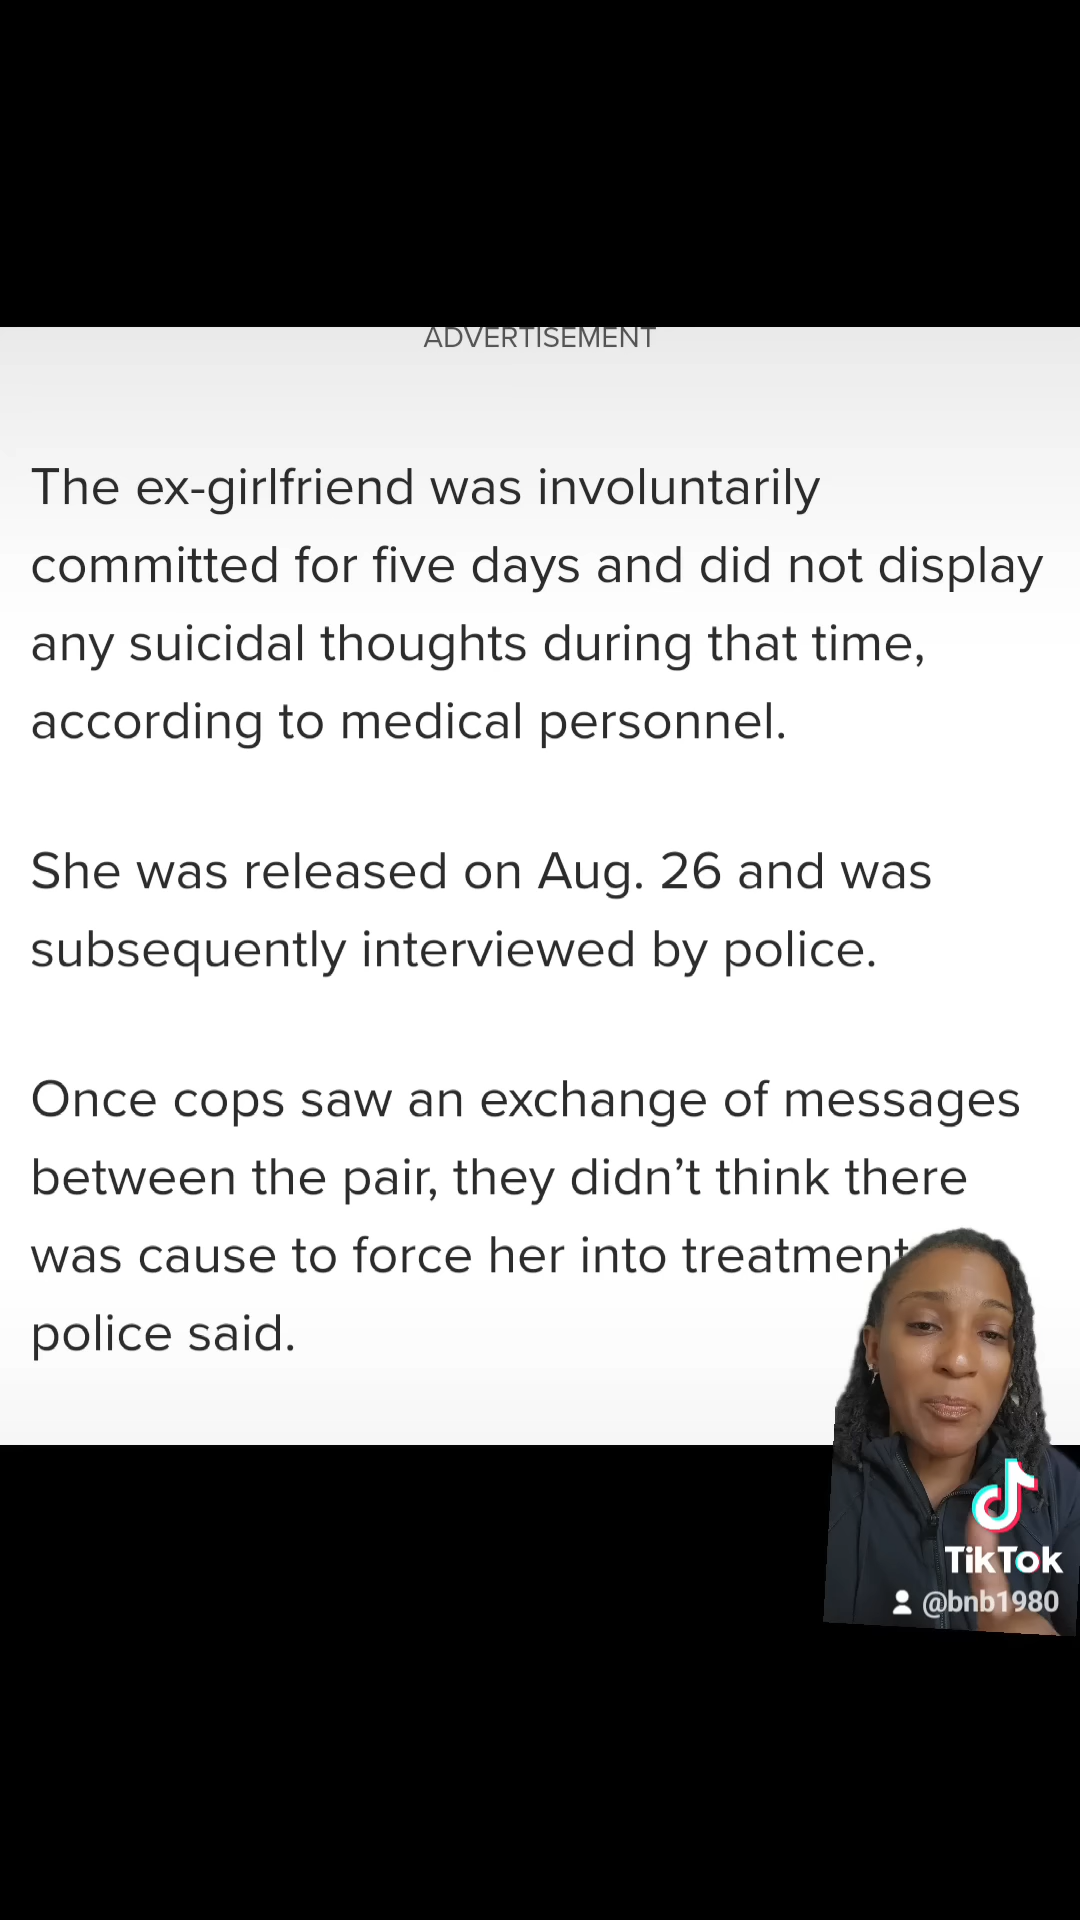 ADVERTISEMENT
The ex-girlfriend was involuntarily
committed for five days and did not display
any suicidal thoughts during that time,
according to medical personnel.
She was released on Aug. 26 and was
subsequently interviewed by police.
Once cops saw an exchange of messages
between the pair, they didn’t think there
was cause to force her into treatment
police said.
TikTok
@bnb1980